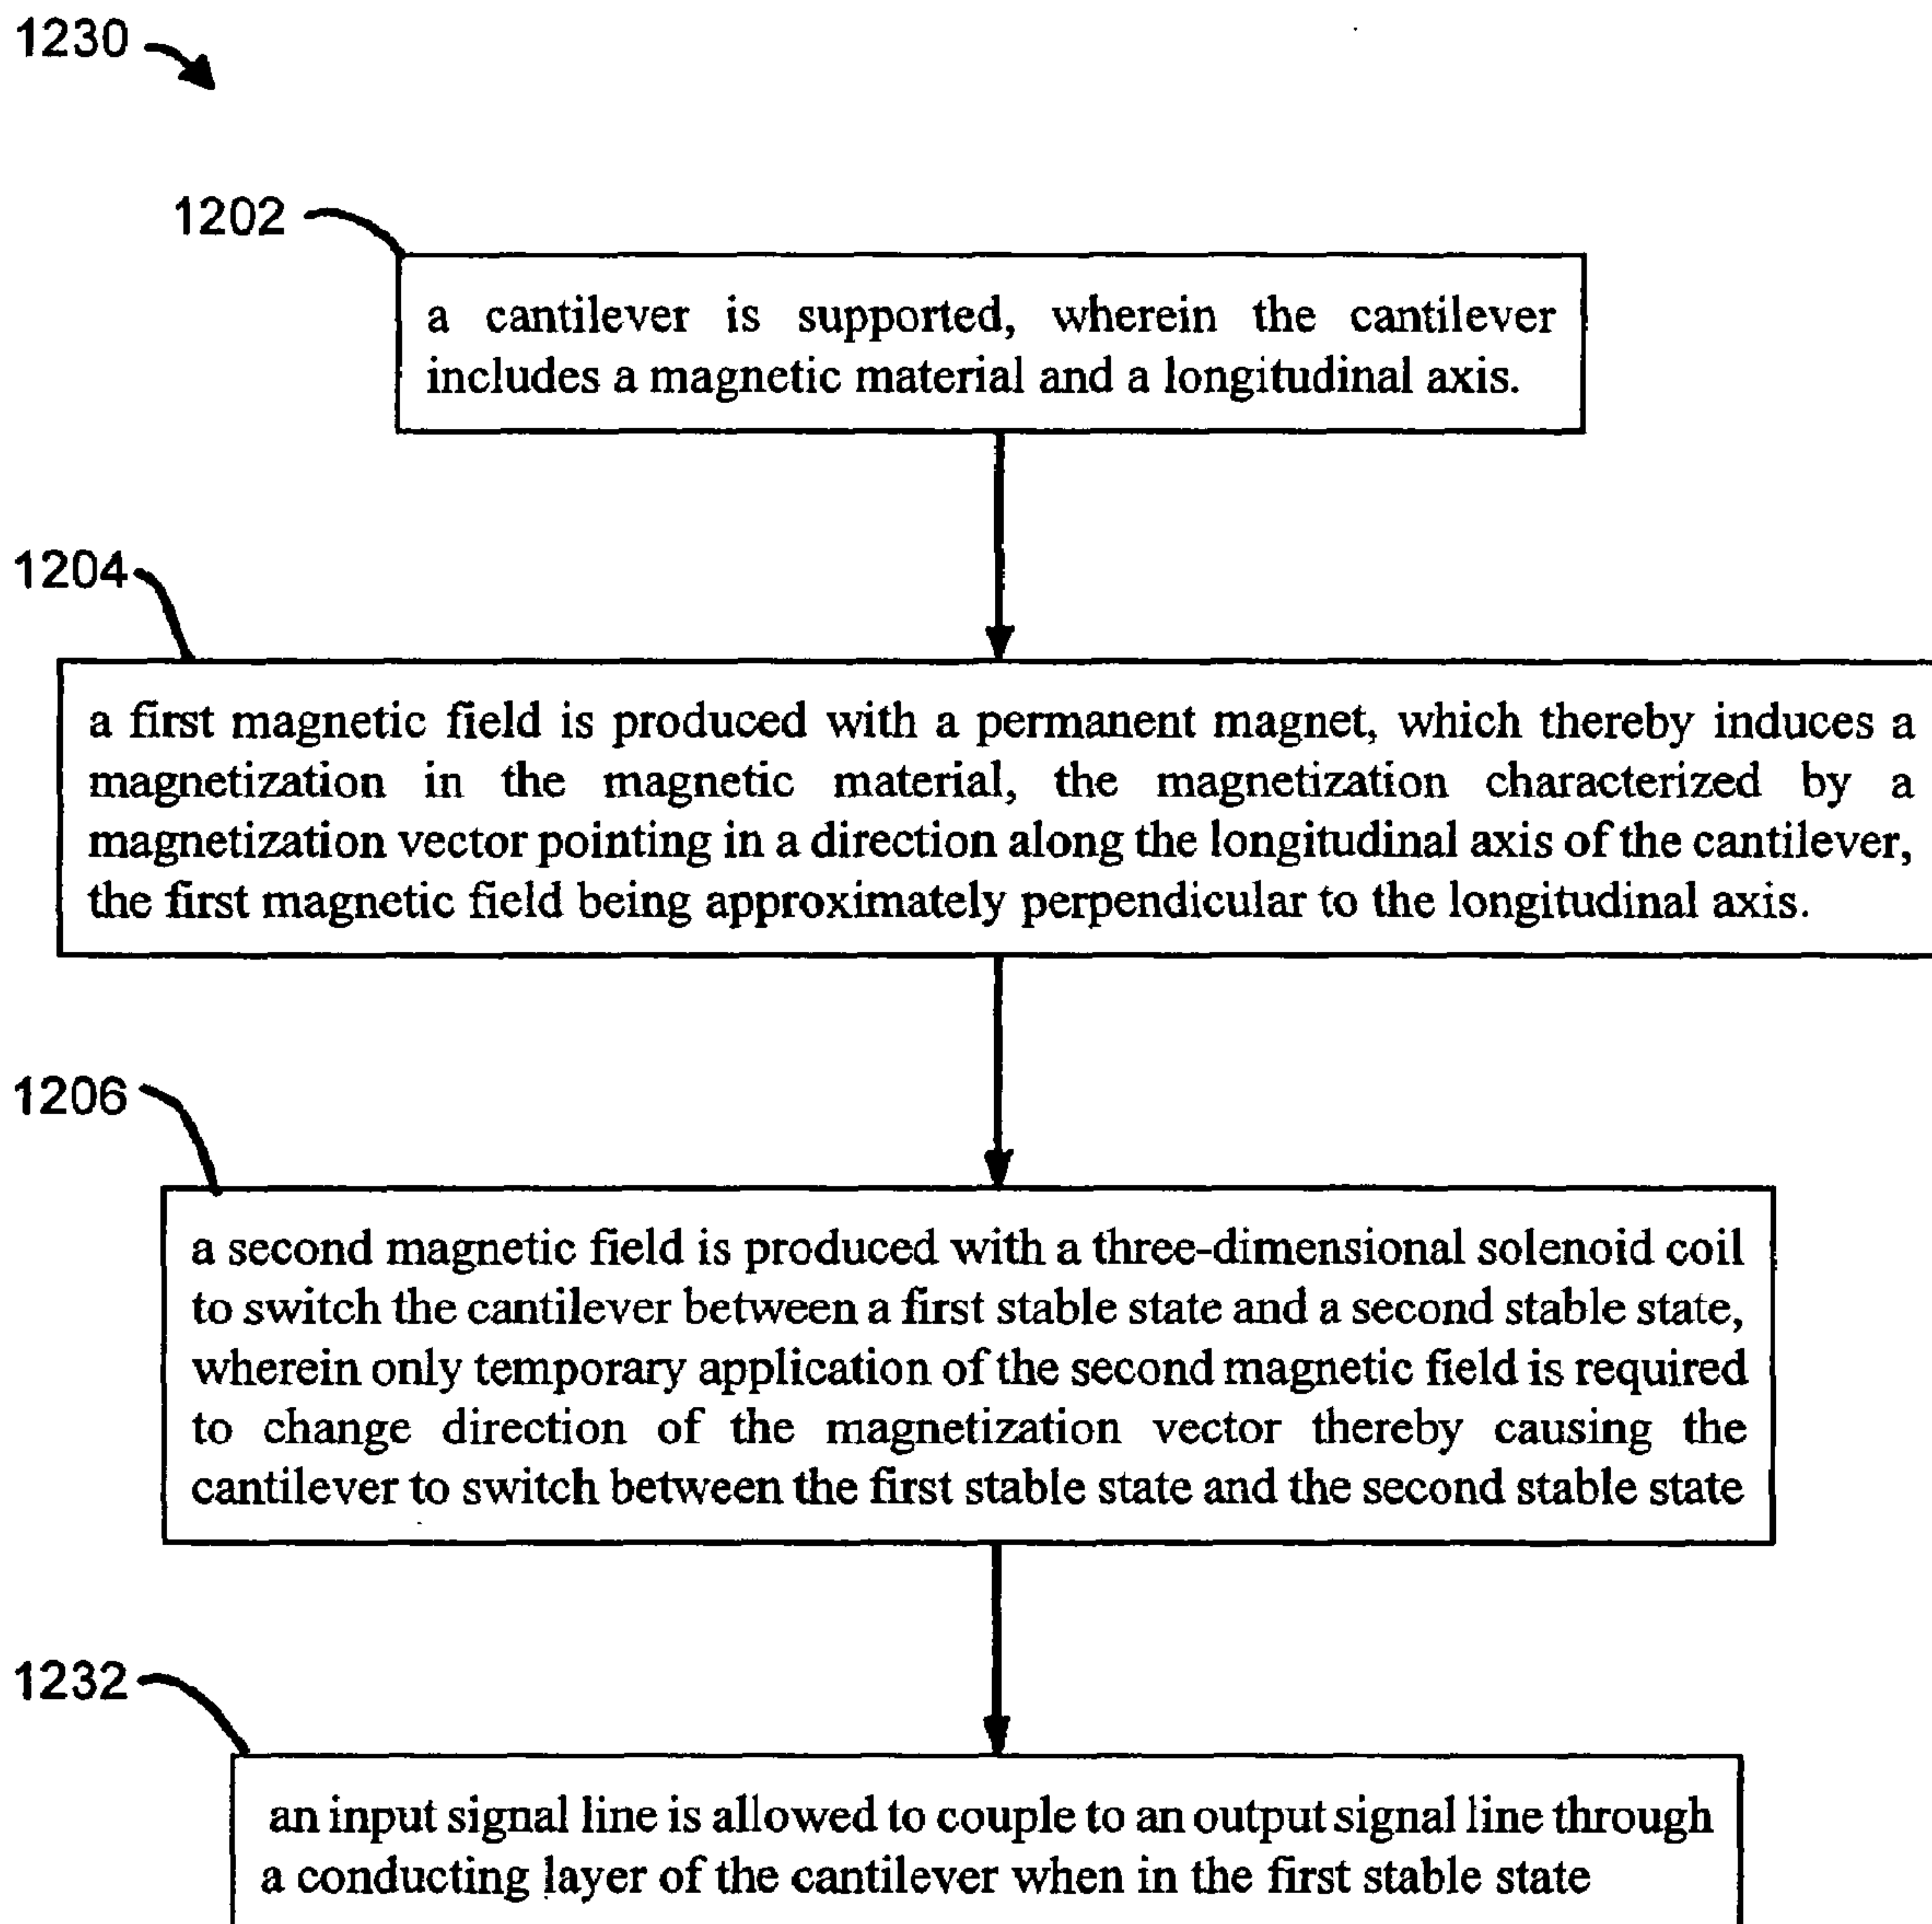 1230
1202
a cantilever is supported, wherein the cantilever
includes a magnetic material and a longitudinal axis.
1204
a first magnetic field is produced with a permanent magnet, which thereby induces a
magnetization in the magnetic material, the magnetization characterized by a
magnetization vector pointing in a direction along the longitudinal axis of the cantilever,
the first magnetic field being approximately perpendicular to the longitudinal axis.
1206
a second magnetic field is produced with a three-dimensional solenoid coil
to switch the cantilever between a first stable state and a second stable state,
wherein only temporary application of the second magnetic field is required
to change direction of the magnetization vector thereby causing the
cantilever to switch between the first stable state and the second stable state
1232
an input signal line is allowed to couple to an output signal line through
a conducting layer of the cantilever when in the first stable state